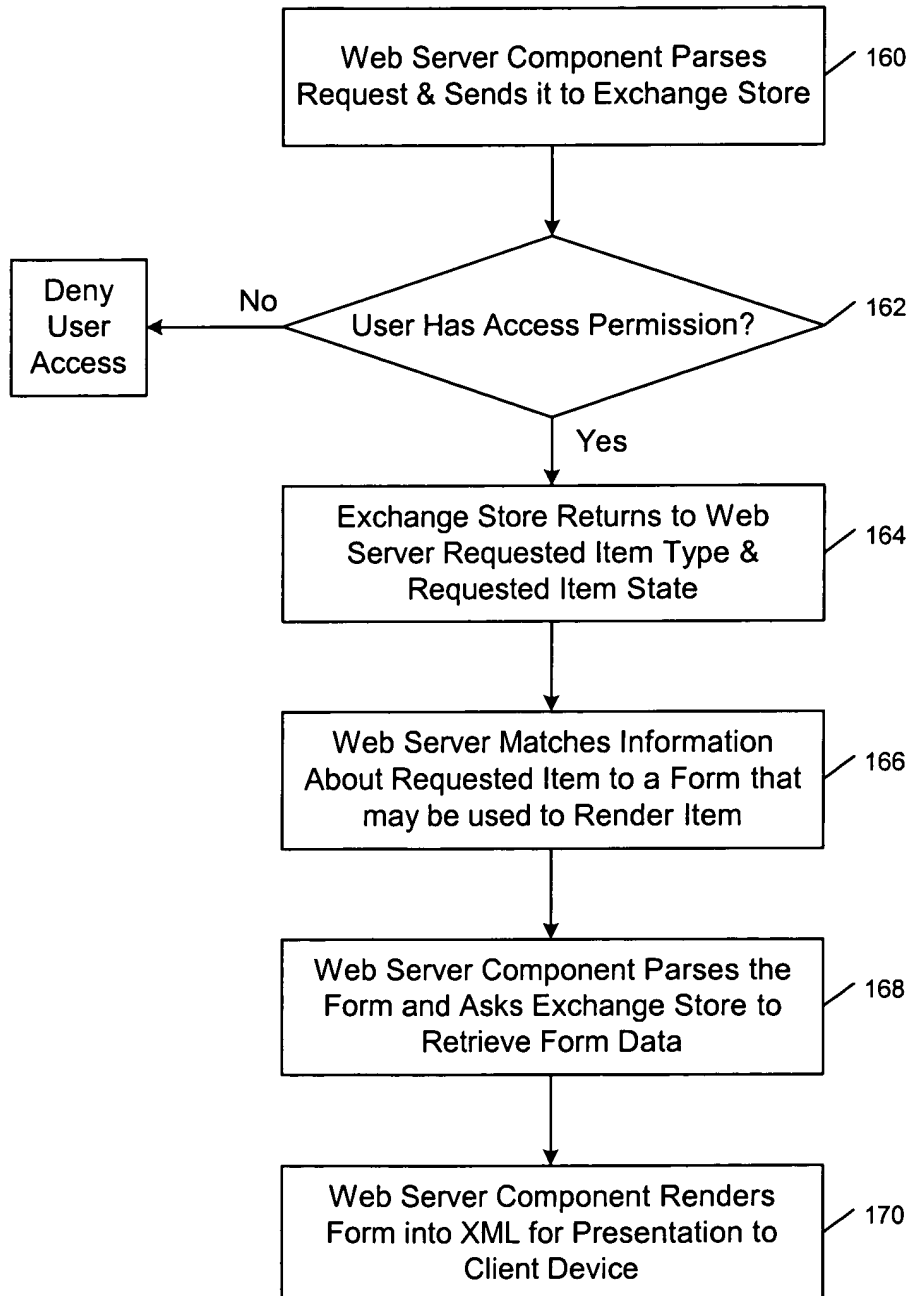 Web Server Component Parses
Request & Sends it to Exchange Store
160
Deny
User
Access
No
User Has Access Permission?
162
Yes
Exchange Store Returns to Web
Server Requested Item Type &
Requested Item State
164
Web Server Matches Information
About Requested Item to a Form that
may be used to Render Item
166
Web Server Component Parses the
Form and Asks Exchange Store to
Retrieve Form Data
168
Web Server Component Renders
Form into XML for Presentation to
Client Device
170